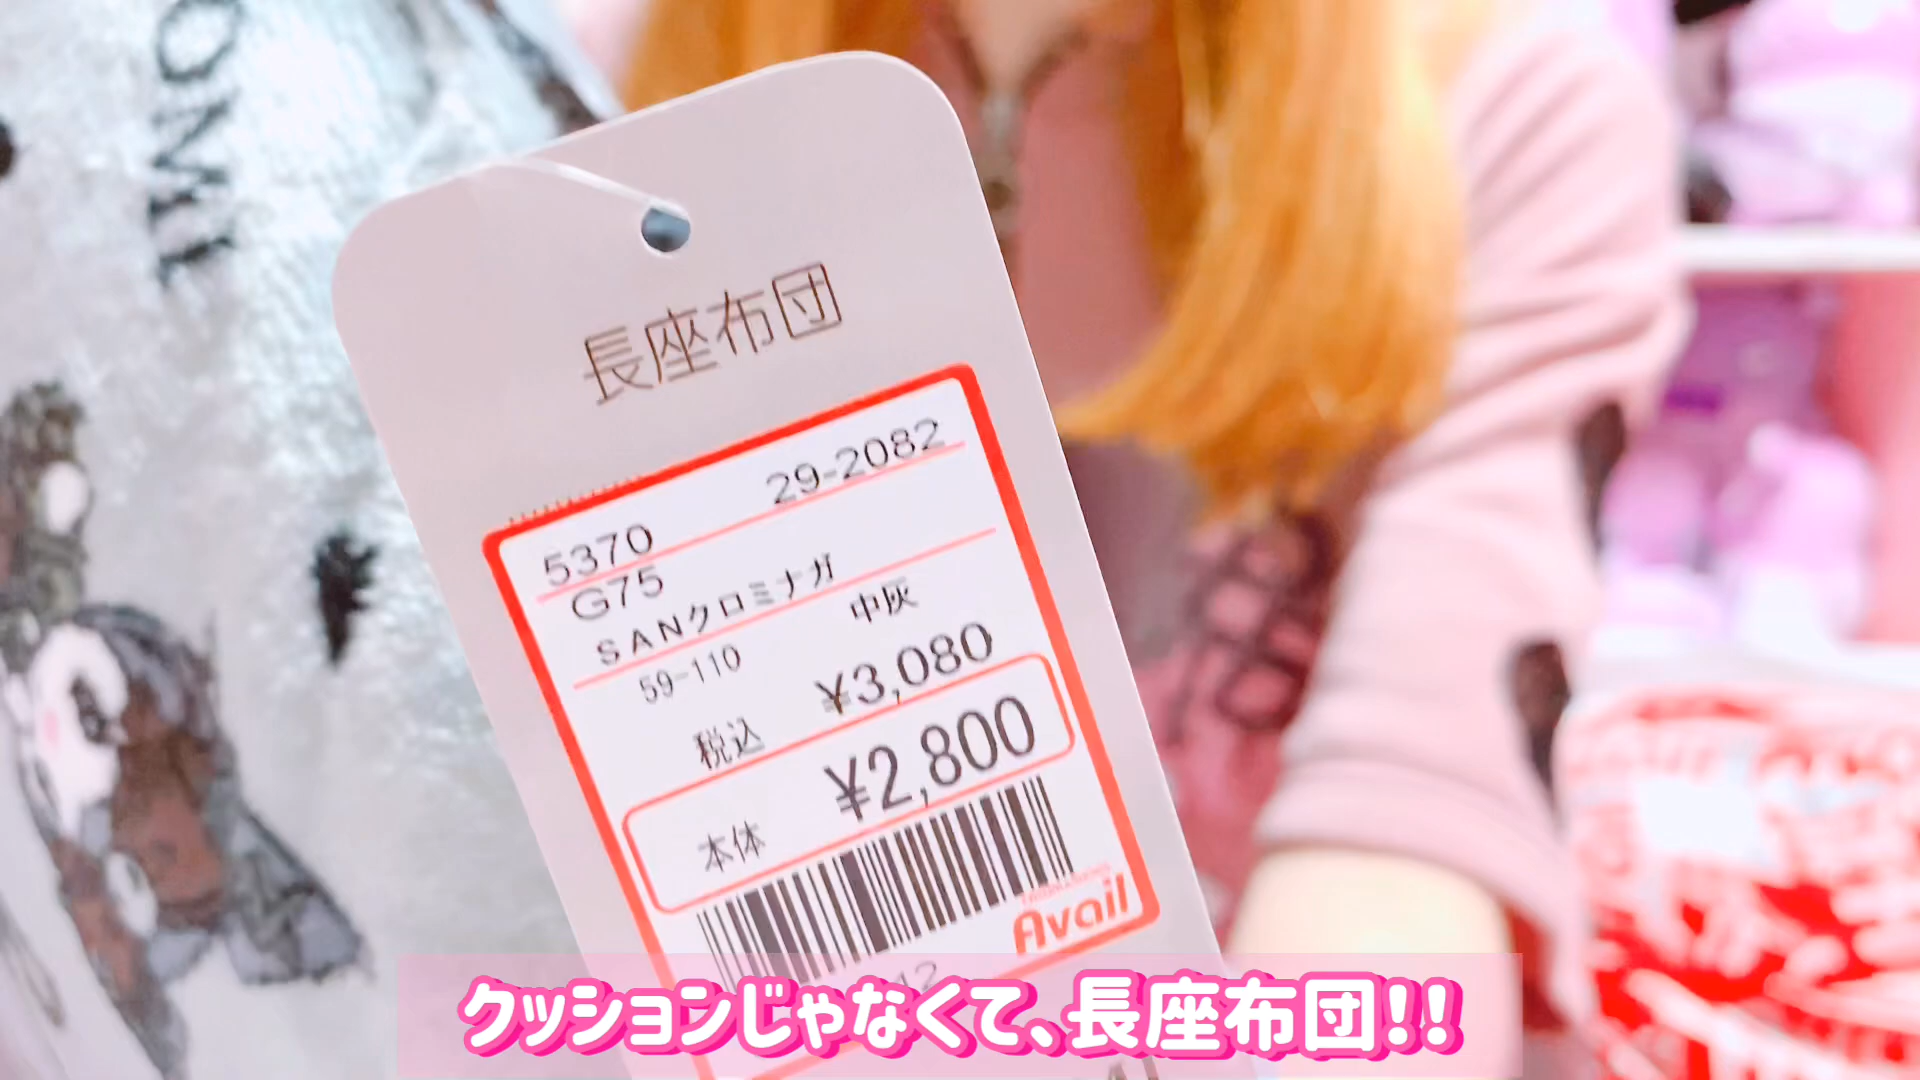 長座布団
29-2082
5370
G75
SANクロミナガ
中灰
59-110
税込 ¥3,080
本体 ¥2,800
Avail
クッションじゃなくて、長座布団!!